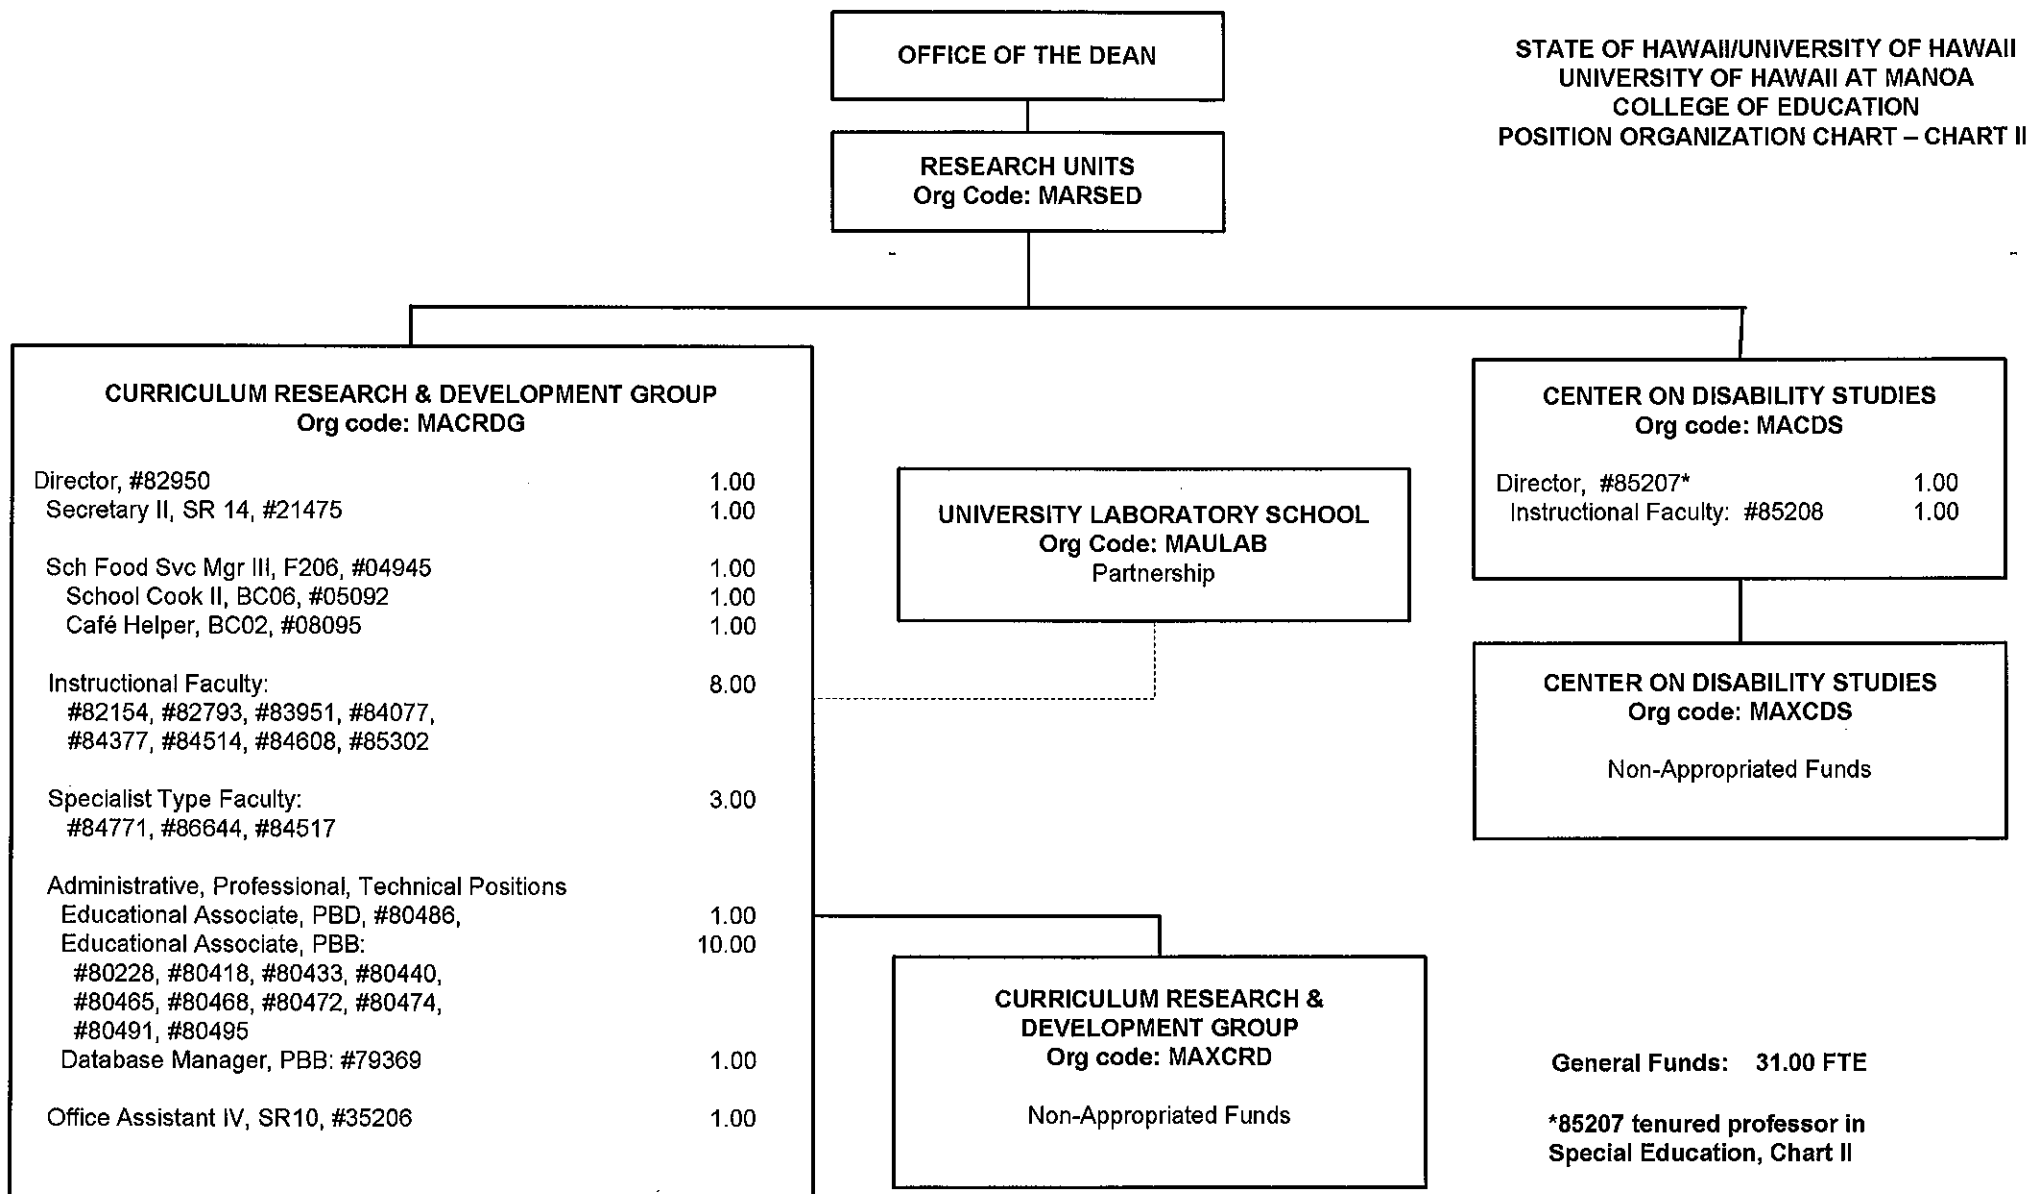 OFFICE OF THE DEAN
STATE OF HAWAII/UNIVERSITY OF HAWAII
UNIVERSITY OF HAWAII AT MANOA
COLLEGE OF EDUCATION
POSITION ORGANIZATION CHART – CHART II
RESEARCH UNITS
Org Code: MARSED
CURRICULUM RESEARCH & DEVELOPMENT GROUP
Org code: MACRDG
Director, #82950 1.00
Secretary II, SR 14, #21475 1.00
Sch Food Svc Mgr III, F206, #04945 1.00
School Cook II, BC06, #05092 1.00
Café Helper, BC02, #08095 1.00
Instructional Faculty: 8.00
#82154, #82793, #83951, #84077,
#84377, #84514, #84608, #85302
Specialist Type Faculty: 3.00
#84771, #86644, #84517
Administrative, Professional, Technical Positions
Educational Associate, PBD, #80486, 1.00
Educational Associate, PBB: 10.00
#80228, #80418, #80433, #80440,
#80465, #80468, #80472, #80474,
#80491, #80495
Database Manager, PBB: #79369 1.00
Office Assistant IV, SR10, #35206 1.00
UNIVERSITY LABORATORY SCHOOL
Org Code: MAULAB
Partnership
CENTER ON DISABILITY STUDIES
Org code: MACDS
Director, #85207* 1.00
Instructional Faculty: #85208 1.00
CENTER ON DISABILITY STUDIES
Org code: MAXCDS
Non-Appropriated Funds
CURRICULUM RESEARCH &
DEVELOPMENT GROUP
Org code: MAXCRD
Non-Appropriated Funds
General Funds: 31.00 FTE
*85207 tenured professor in
Special Education, Chart II